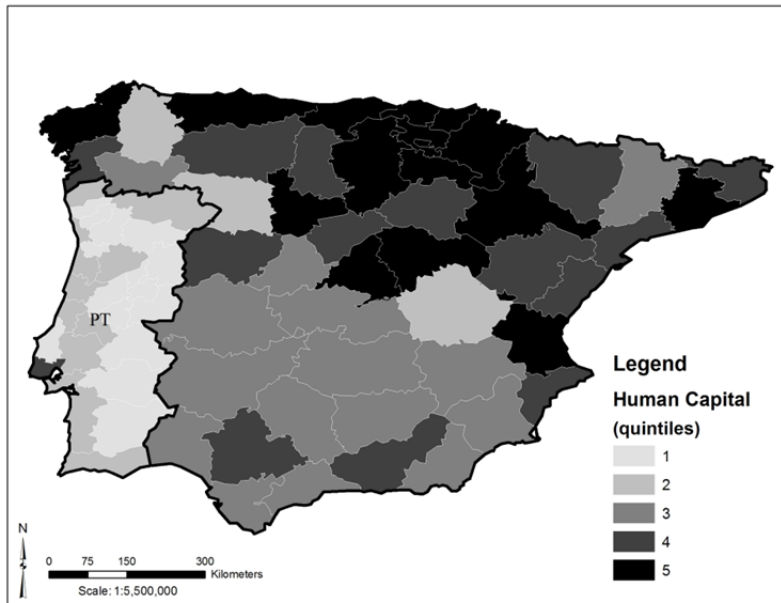 PT
Legend
Human Capital
(quintiles)
1
2
3
4
5
N
0 75 150 300
Kilometers
Scale: 1:5,500,000